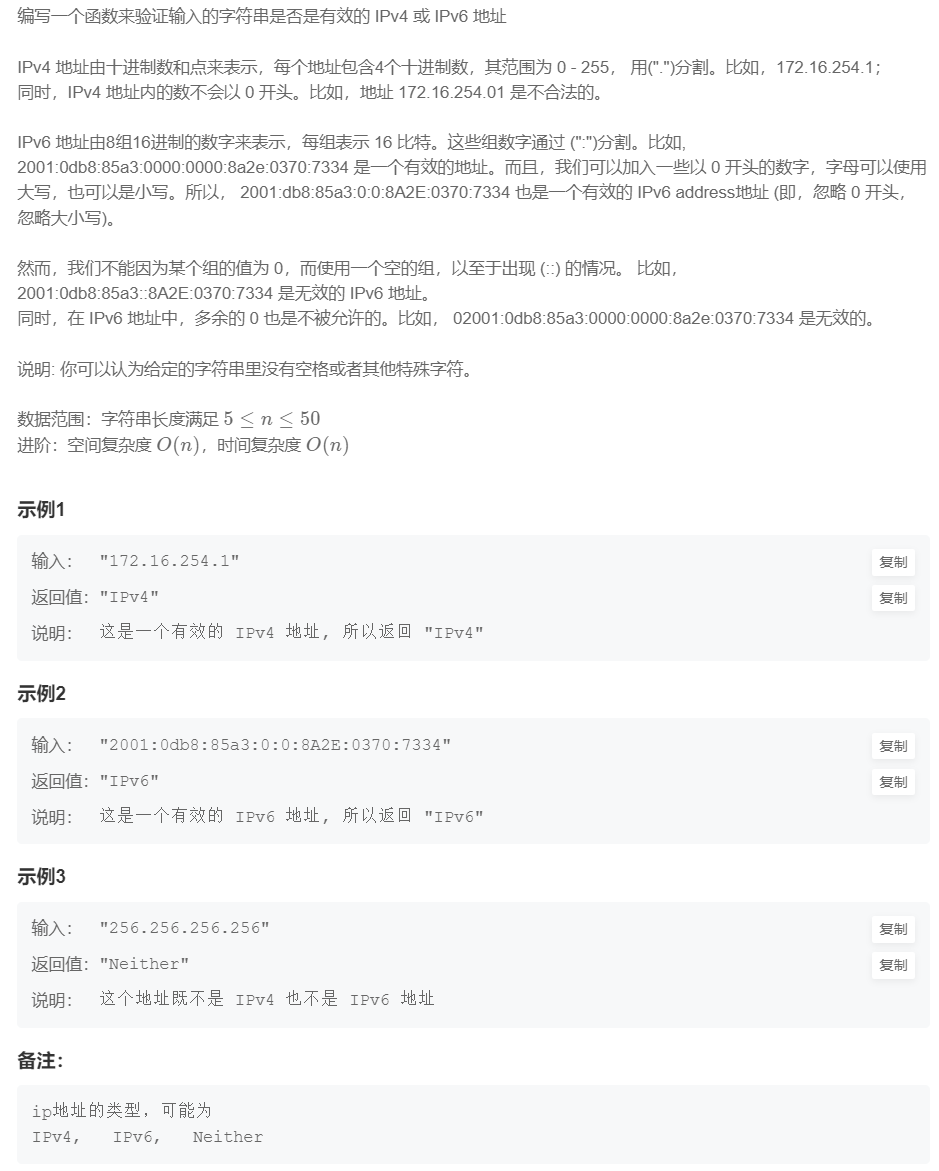 编写一个函数来验证输入的字符串是否是有效的 IPv4 或 IPv6 地址
IPv4 地址由十进制数和点来表示，每个地址包含4个十进制数，其范围为 0 - 255， 用(".")分割。比如，172.16.254.1；
同时，IPv4 地址内的数不会以 0 开头。比如，地址 172.16.254.01 是不合法的。
IPv6 地址由8组16进制的数字来表示，每组表示 16 比特。这些组数字通过 (":")分割。比如,
2001:0db8:85a3:0000:0000:8a2e:0370:7334 是一个有效的地址。而且，我们可以加入一些以 0 开头的数字，字母可以使用
大写，也可以是小写。所以， 2001:db8:85a3:0:0:8A2E:0370:7334 也是一个有效的 IPv6 address地址 (即，忽略 0 开头，
忽略大小写)。
然而，我们不能因为某个组的值为 0，而使用一个空的组，以至于出现 (::) 的情况。 比如，
2001:0db8:85a3::8A2E:0370:7334 是无效的 IPv6 地址。
同时，在 IPv6 地址中，多余的 0 也是不被允许的。比如， 02001:0db8:85a3:0000:0000:8a2e:0370:7334 是无效的。
说明: 你可以认为给定的字符串里没有空格或者其他特殊字符。
数据范围：字符串长度满足 5 ≤ n ≤ 50
进阶：空间复杂度 O(n)，时间复杂度 O(n)
示例1
输入： "172.16.254.1" 复制
返回值： "IPv4" 复制
说明： 这是一个有效的 IPv4 地址, 所以返回 "IPv4"
示例2
输入： "2001:0db8:85a3:0:0:8A2E:0370:7334" 复制
返回值： "IPv6" 复制
说明： 这是一个有效的 IPv6 地址, 所以返回 "IPv6"
示例3
输入： "256.256.256.256" 复制
返回值： "Neither" 复制
说明： 这个地址既不是 IPv4 也不是 IPv6 地址
备注：
ip地址的类型，可能为
IPv4, IPv6, Neither